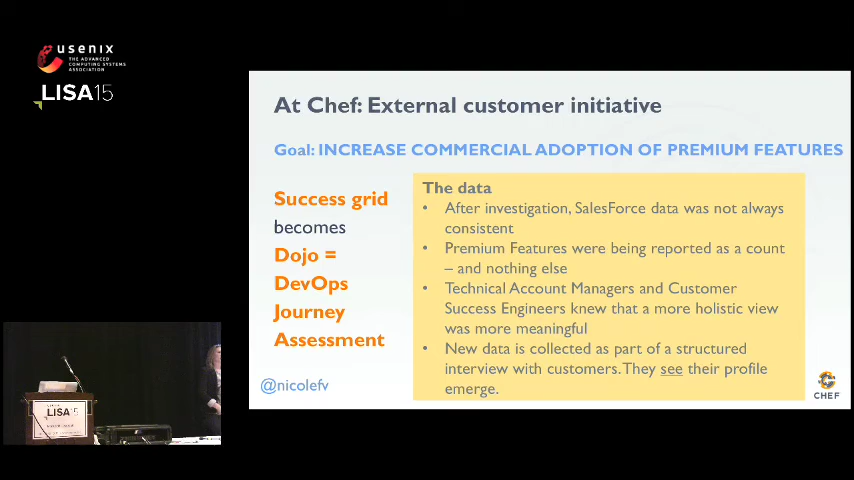 usenix
THE ADVANCED
COMPUTING SYSTEMS
ASSOCIATION
LISA15
At Chef: External customer initiative
Goal: INCREASE COMMERCIAL ADOPTION OF PREMIUM FEATURES
Success grid
becomes
Dojo =
DevOps
Journey
Assessment
The data
• After investigation, SalesForce data was not always
consistent
• Premium Features were being reported as a count
– and nothing else
• Technical Account Managers and Customer
Success Engineers knew that a more holistic view
was more meaningful
• New data is collected as part of a structured
interview with customers. They see their profile
emerge.
@nicolefv
CHEF
LISA15